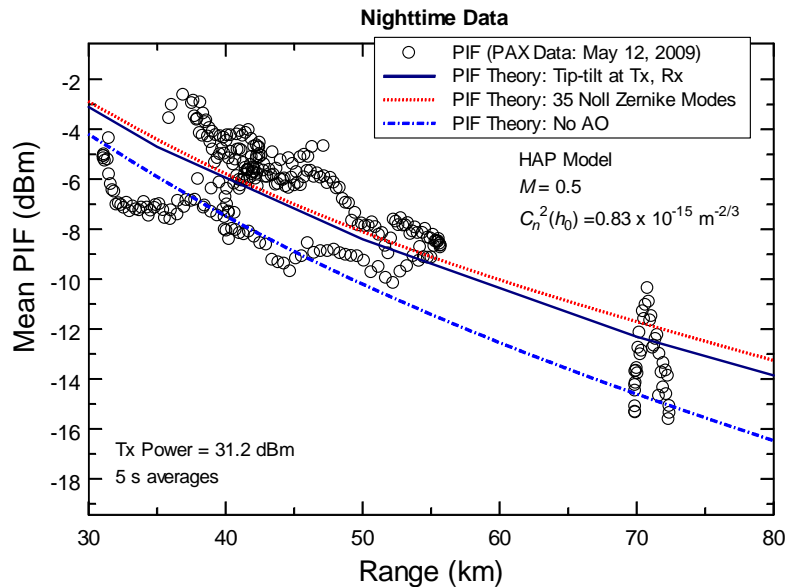 Nighttime Data
PIF (PAX Data: May 12, 2009)
PIF Theory: Tip-tilt at Tx, Rx
PIF Theory: 35 Noll Zernike Modes
PIF Theory: No AO
HAP Model
M = 0.5
Cₙ²(h₀) =0.83 x 10⁻¹⁵ m⁻²/³
Mean PIF (dBm)
-2
-4
-6
-8
-10
-12
-14
-16
-18
Tx Power = 31.2 dBm
5 s averages
30 40 50 60 70 80
Range (km)